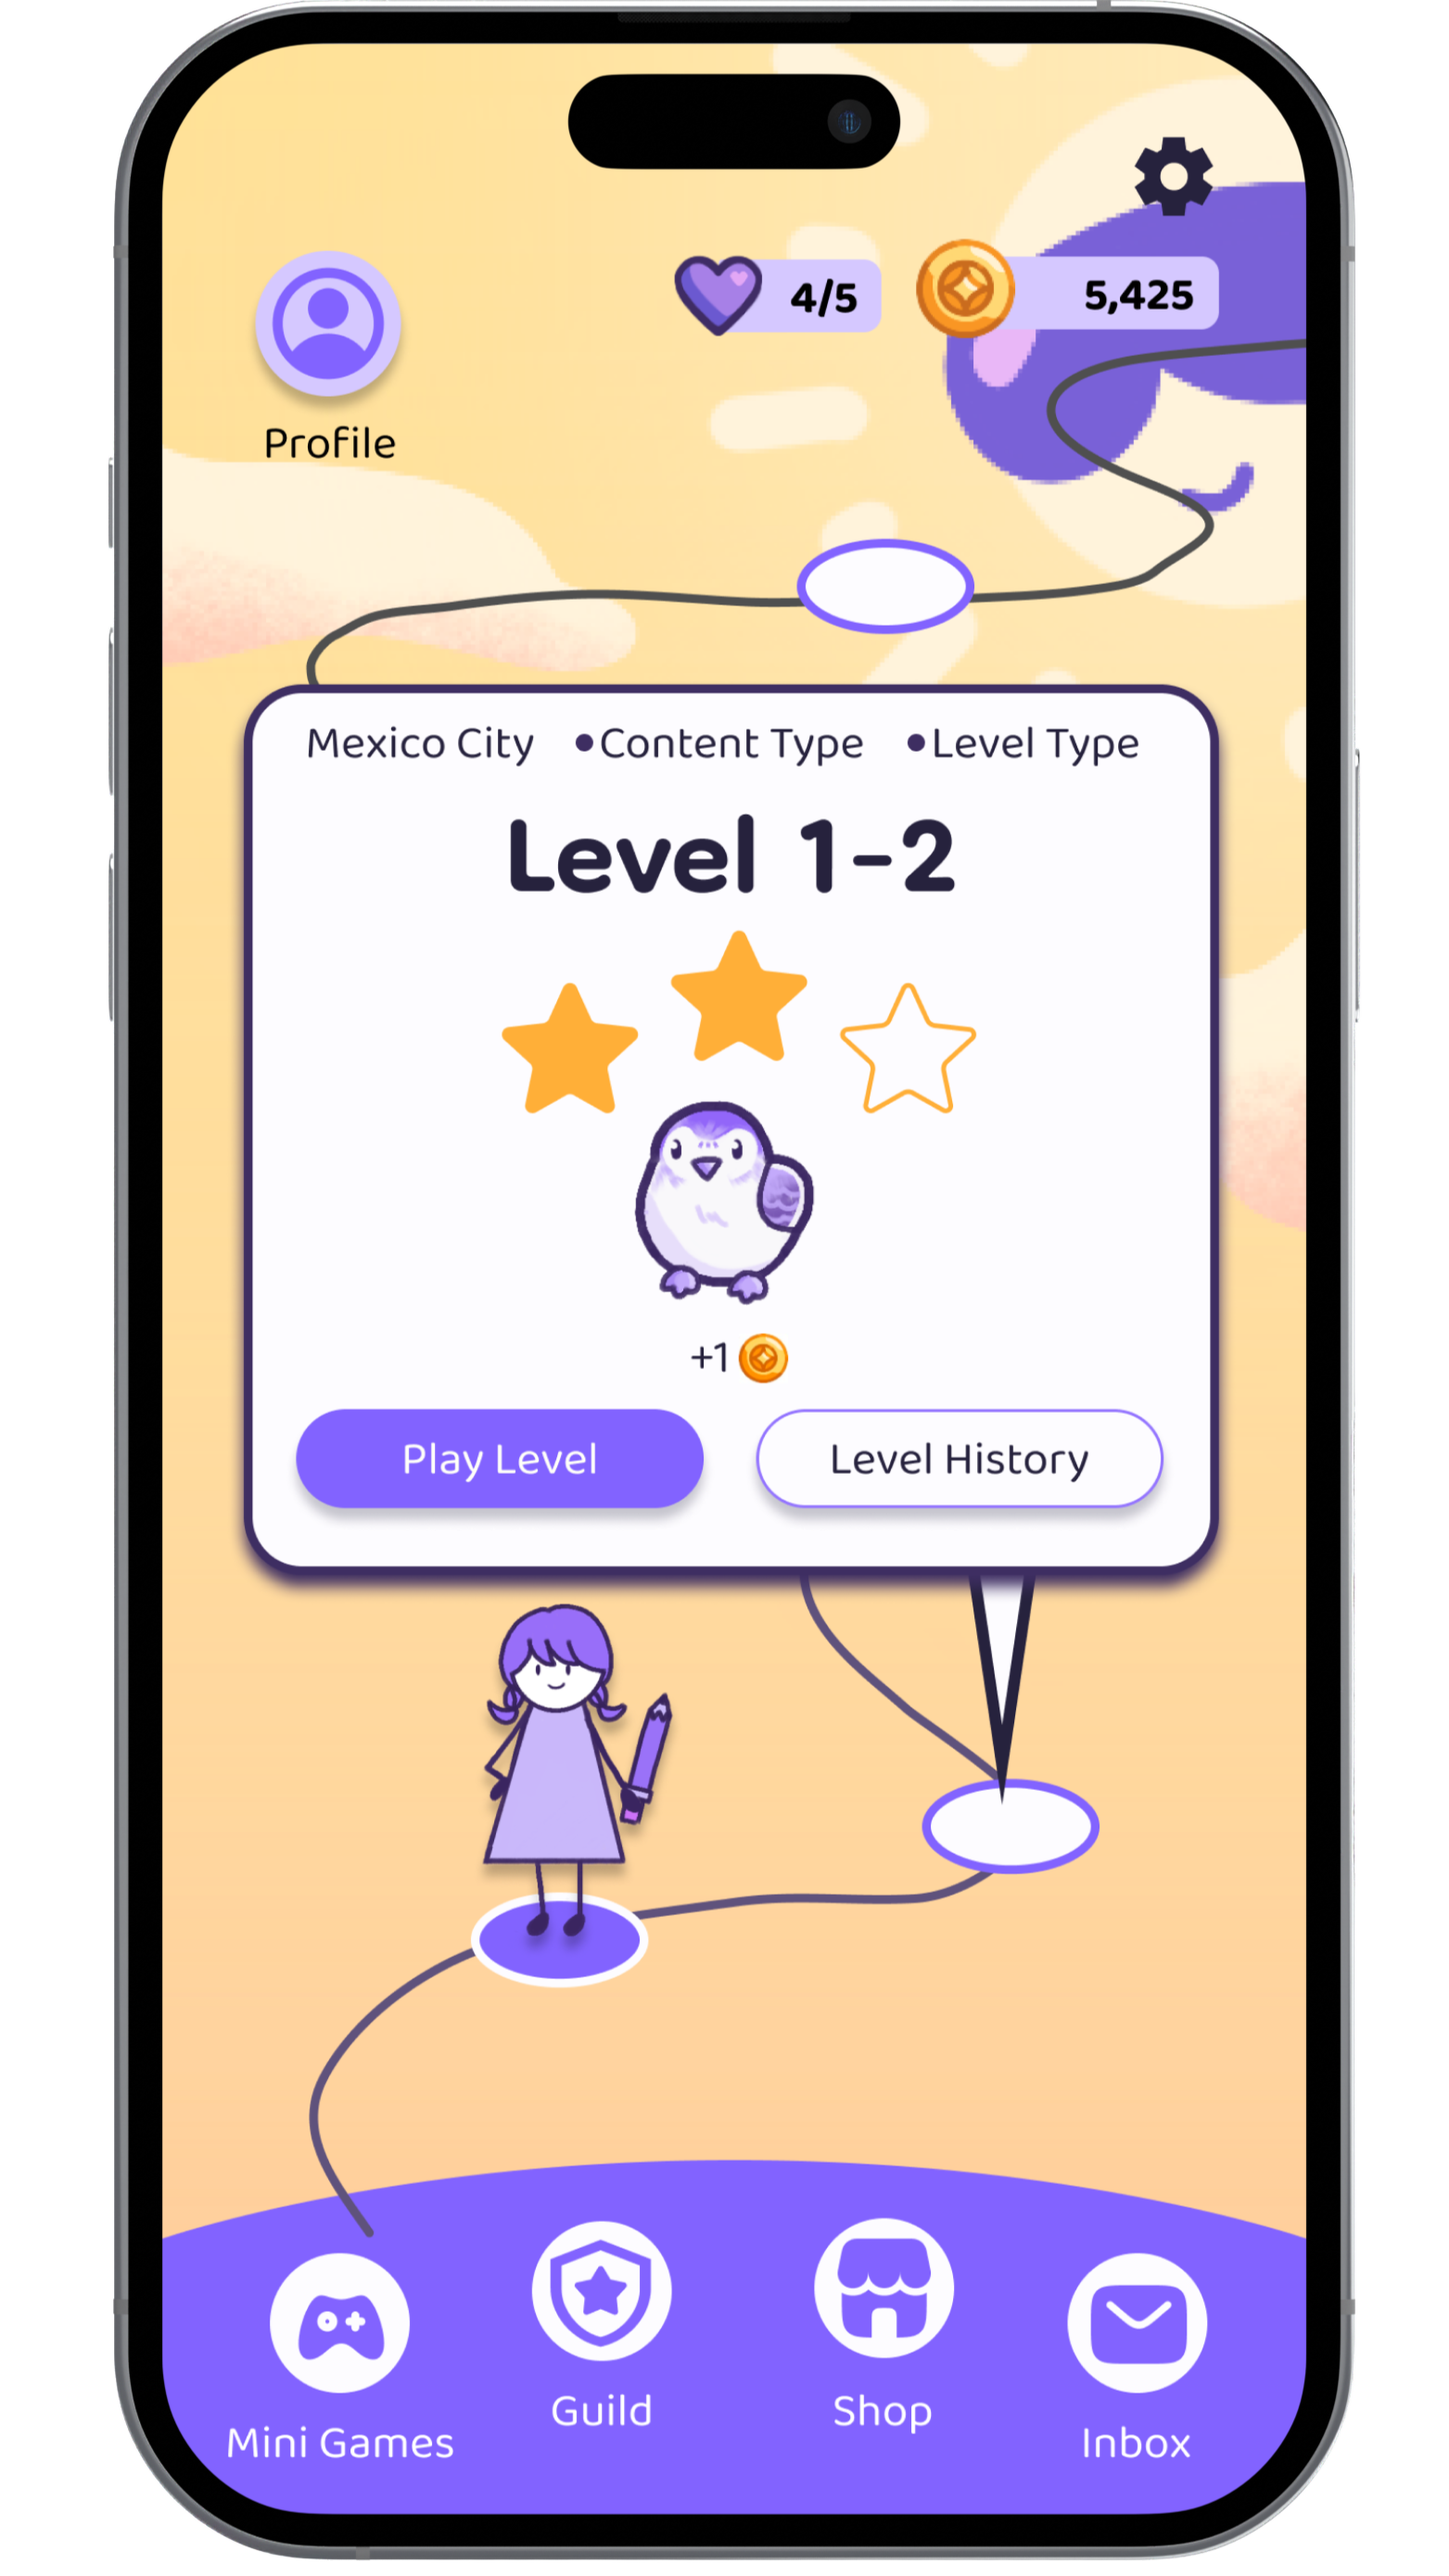 4/5
5,425
Profile
Mexico City •Content Type •Level Type
Level 1-2
+1
Play Level
Level History
Mini Games
Guild
Shop
Inbox